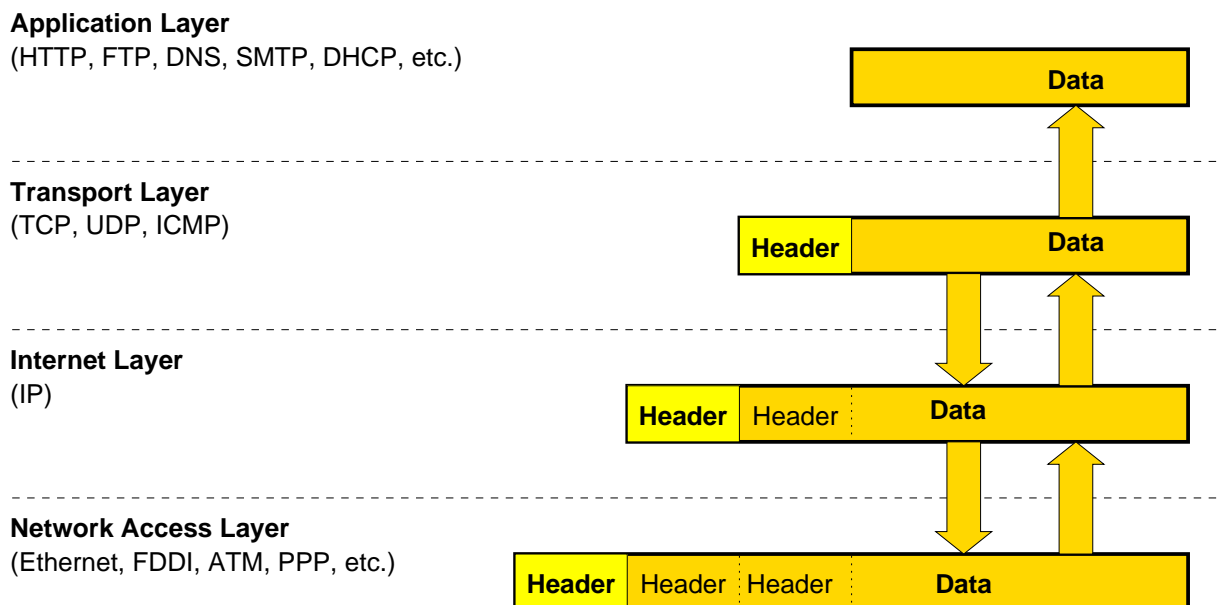 Application Layer
(HTTP, FTP, DNS, SMTP, DHCP, etc.)
Data
Transport Layer
(TCP, UDP, ICMP)
Header Data
Internet Layer
(IP)
Header Header Data
Network Access Layer
(Ethernet, FDDI, ATM, PPP, etc.)
Header Header Header Data